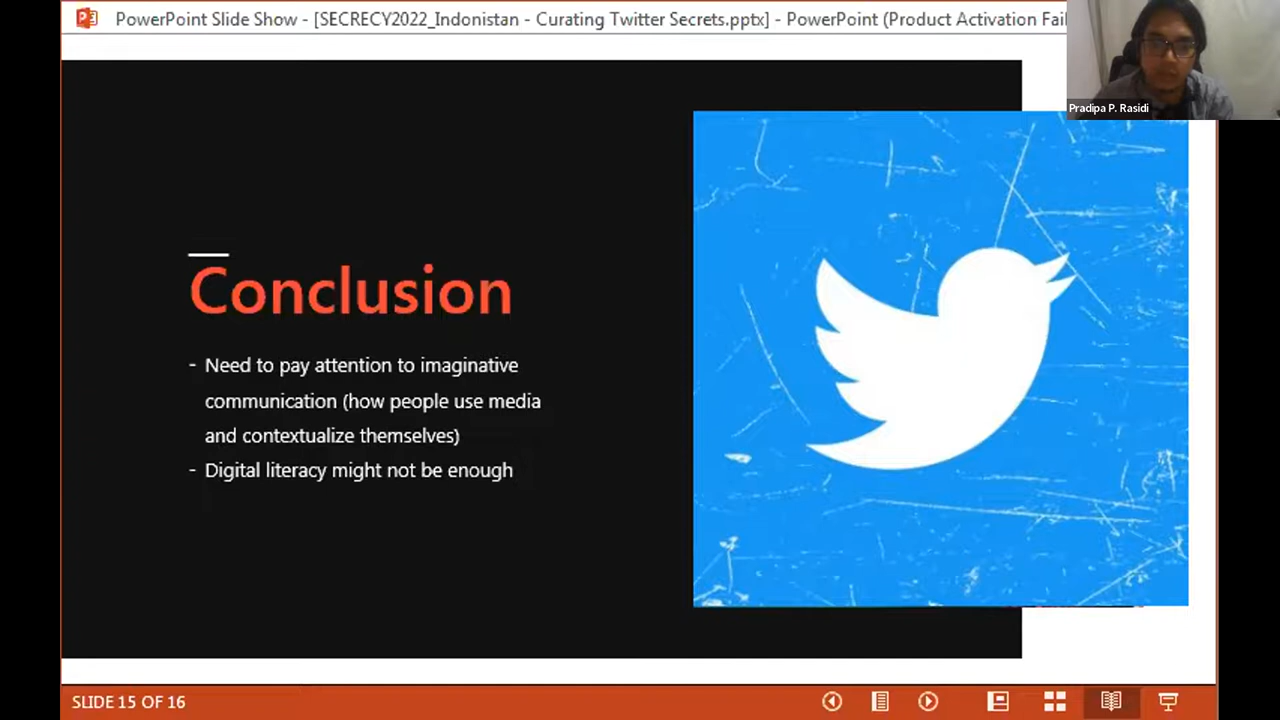 PowerPoint Slide Show - [SECRECY2022_Indonistan - Curating Twitter Secrets.pptx] - PowerPoint (Product Activation Fai
Pradipa P. Rasidi
Conclusion
- Need to pay attention to imaginative
communication (how people use media
and contextualize themselves)
- Digital literacy might not be enough
SLIDE 15 OF 16